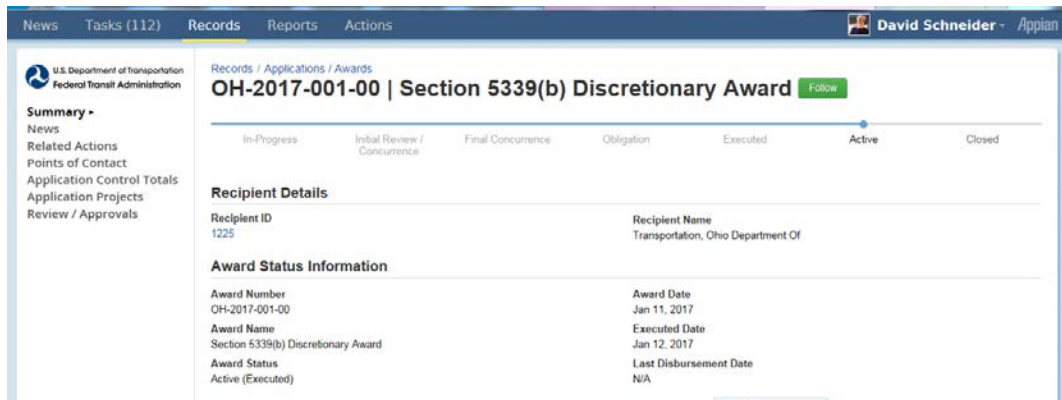 News Tasks (112) Records Reports Actions David Schneider Appian
U.S. Department of Transportation
Federal Transit Administration
Summary
News
Related Actions
Points of Contact
Application Control Totals
Application Projects
Review / Approvals
Records / Applications / Awards
OH-2017-001-00 | Section 5339(b) Discretionary Award Follow
In-Progress Initial Review / Concurrence Final Concurrence Obligation Executed Active Closed
Recipient Details
Recipient ID Recipient Name
1225 Transportation, Ohio Department Of
Award Status Information
Award Number Award Date
OH-2017-001-00 Jan 11, 2017
Award Name Executed Date
Section 5339(b) Discretionary Award Jan 12, 2017
Award Status Last Disbursement Date
Active (Executed) N/A